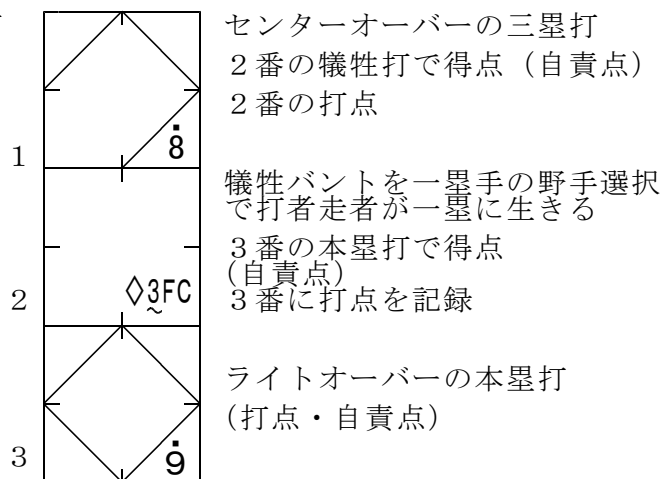 センターオーバーの三塁打
２番の犠牲打で得点（自責点）
２番の打点
8
1
犠牲バントを一塁手の野手選択
で打者走者が一塁に生きる
３番の本塁打で得点
(自責点)
３番に打点を記録
◇3FC
2
ライトオーバーの本塁打
(打点・自責点)
9
3